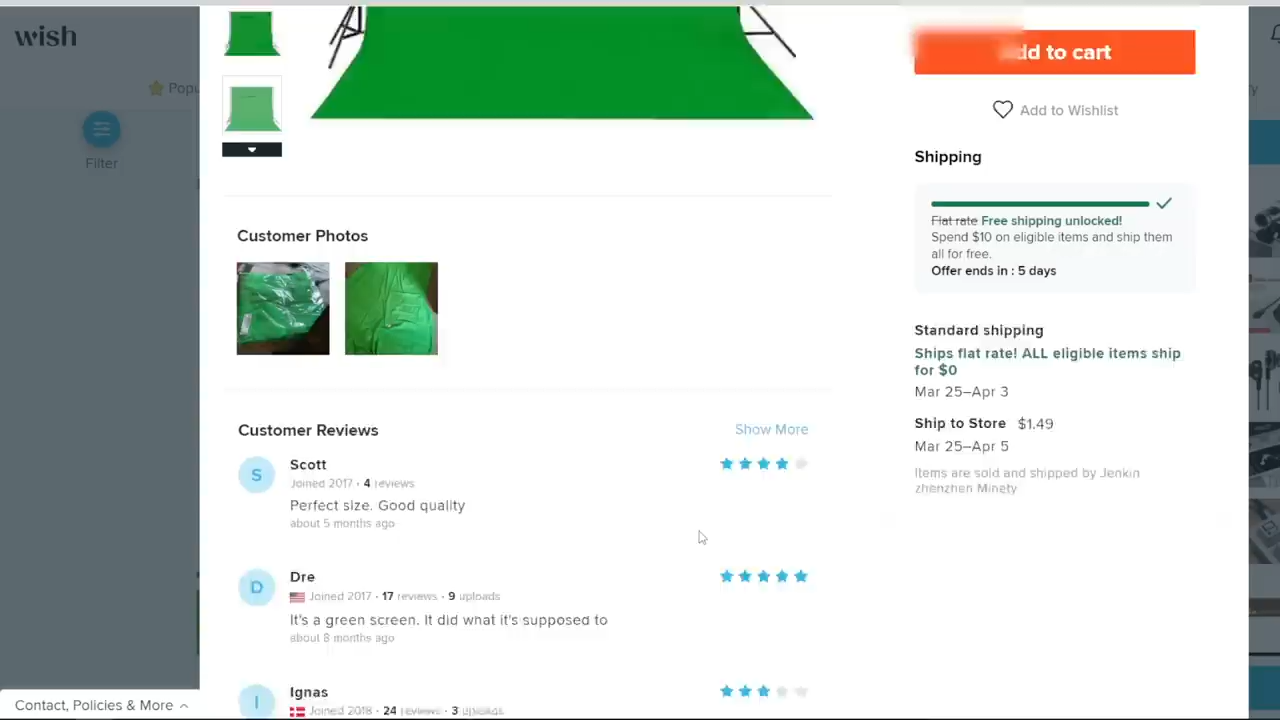 wish
Popu
Filter
Add to cart
Add to Wishlist
Shipping
Flat rate Free shipping unlocked!
Spend $10 on eligible items and ship them
all for free.
Offer ends in : 5 days
Customer Photos
Standard shipping
Ships flat rate! ALL eligible items ship
for $0
Mar 25–Apr 3
Ship to Store $1.49
Mar 25–Apr 5
Items are sold and shipped by Jenkin
zhenzhen Minety
Customer Reviews
Show More
S
Scott
Joined 2017 · 4 reviews
Perfect size. Good quality
about 5 months ago
D
Dre
Joined 2017 · 17 reviews · 9 uploads
It's a green screen. It did what it's supposed to
about 8 months ago
I
Ignas
Joined 2018 · 24 reviews · 3 uploads
Contact, Policies & More